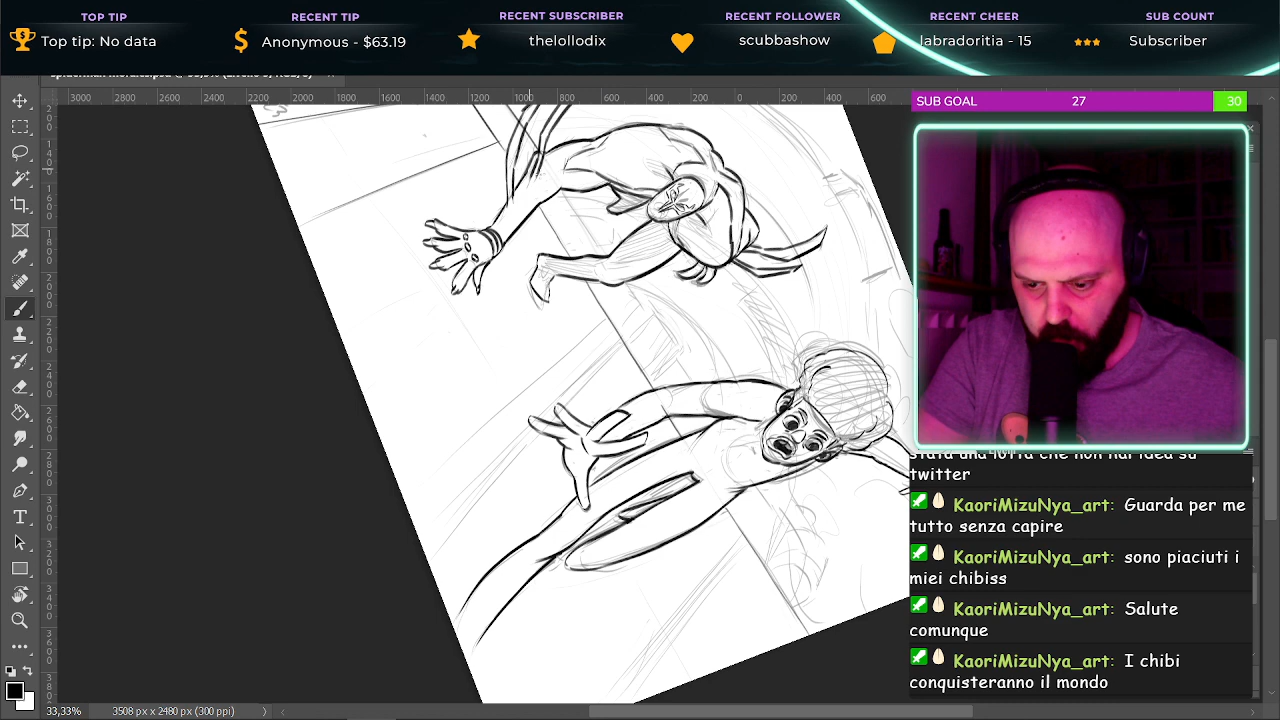 TOP TIP
Top tip: No data
RECENT TIP
Anonymous - $63.19
RECENT SUBSCRIBER
thelollodix
RECENT FOLLOWER
scubbashow
RECENT CHEER
labradoritia - 15
SUB COUNT
Subscriber
3000 2800 2600 2400 2200 2000 1800 1600 1400 1200 1000 800 600 400 200 0 200 400 600
SUB GOAL 27 30
twitter
KaoriMizuNya_art: Guarda per me
tutto senza capire
KaoriMizuNya_art: sono piaciuti i
miei chibiss
KaoriMizuNya_art: Salute
comunque
KaoriMizuNya_art: I chibi
conquisteranno il mondo
33,33% 3508 px x 2480 px (300 ppi)